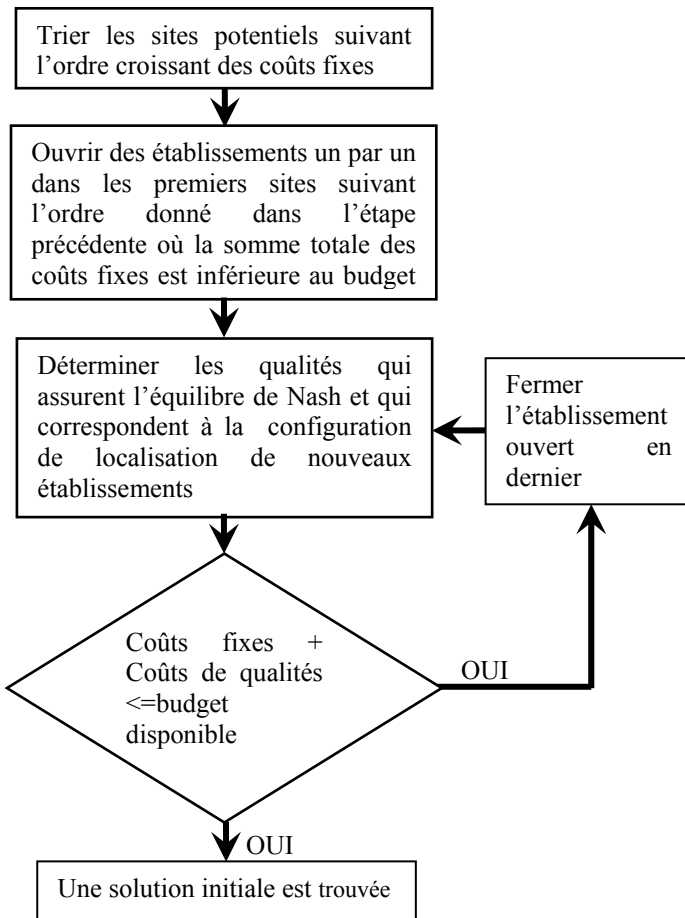 Trier les sites potentiels suivant
l'ordre croissant des coûts fixes
Ouvrir des établissements un par un
dans les premiers sites suivant
l'ordre donné dans l'étape
précédente où la somme totale des
coûts fixes est inférieure au budget
Déterminer les qualités qui
assurent l'équilibre de Nash et qui
correspondent à la configuration
de localisation de nouveaux
établissements
Fermer
l'établissement
ouvert en
dernier
Coûts fixes +
Coûts de qualités
<=budget
disponible
OUI
OUI
Une solution initiale est trouvée